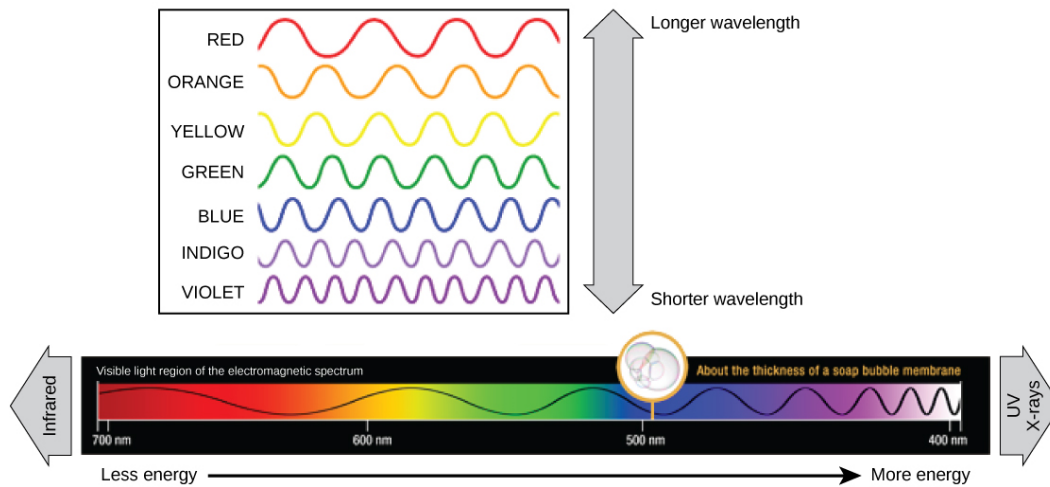 RED
ORANGE
YELLOW
GREEN
BLUE
INDIGO
VIOLET
Longer wavelength
Shorter wavelength
Infrared
Visible light region of the electromagnetic spectrum
About the thickness of a soap bubble membrane
700 nm
600 nm
500 nm
400 nm
UV
X-rays
Less energy
More energy